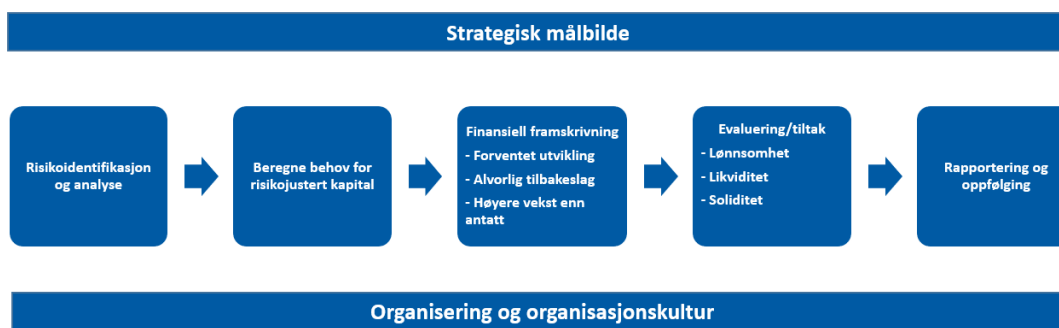 Strategisk målbilde
Risikoidentifikasjon
og analyse
Beregne behov for
risikojustert kapital
Finansiell framskrivning
- Forventet utvikling
- Alvorlig tilbakeslag
- Høyere vekst enn
antatt
Evaluering/tiltak
- Lønnsomhet
- Likviditet
- Soliditet
Rapportering og
oppfølging
Organisering og organisasjonskultur